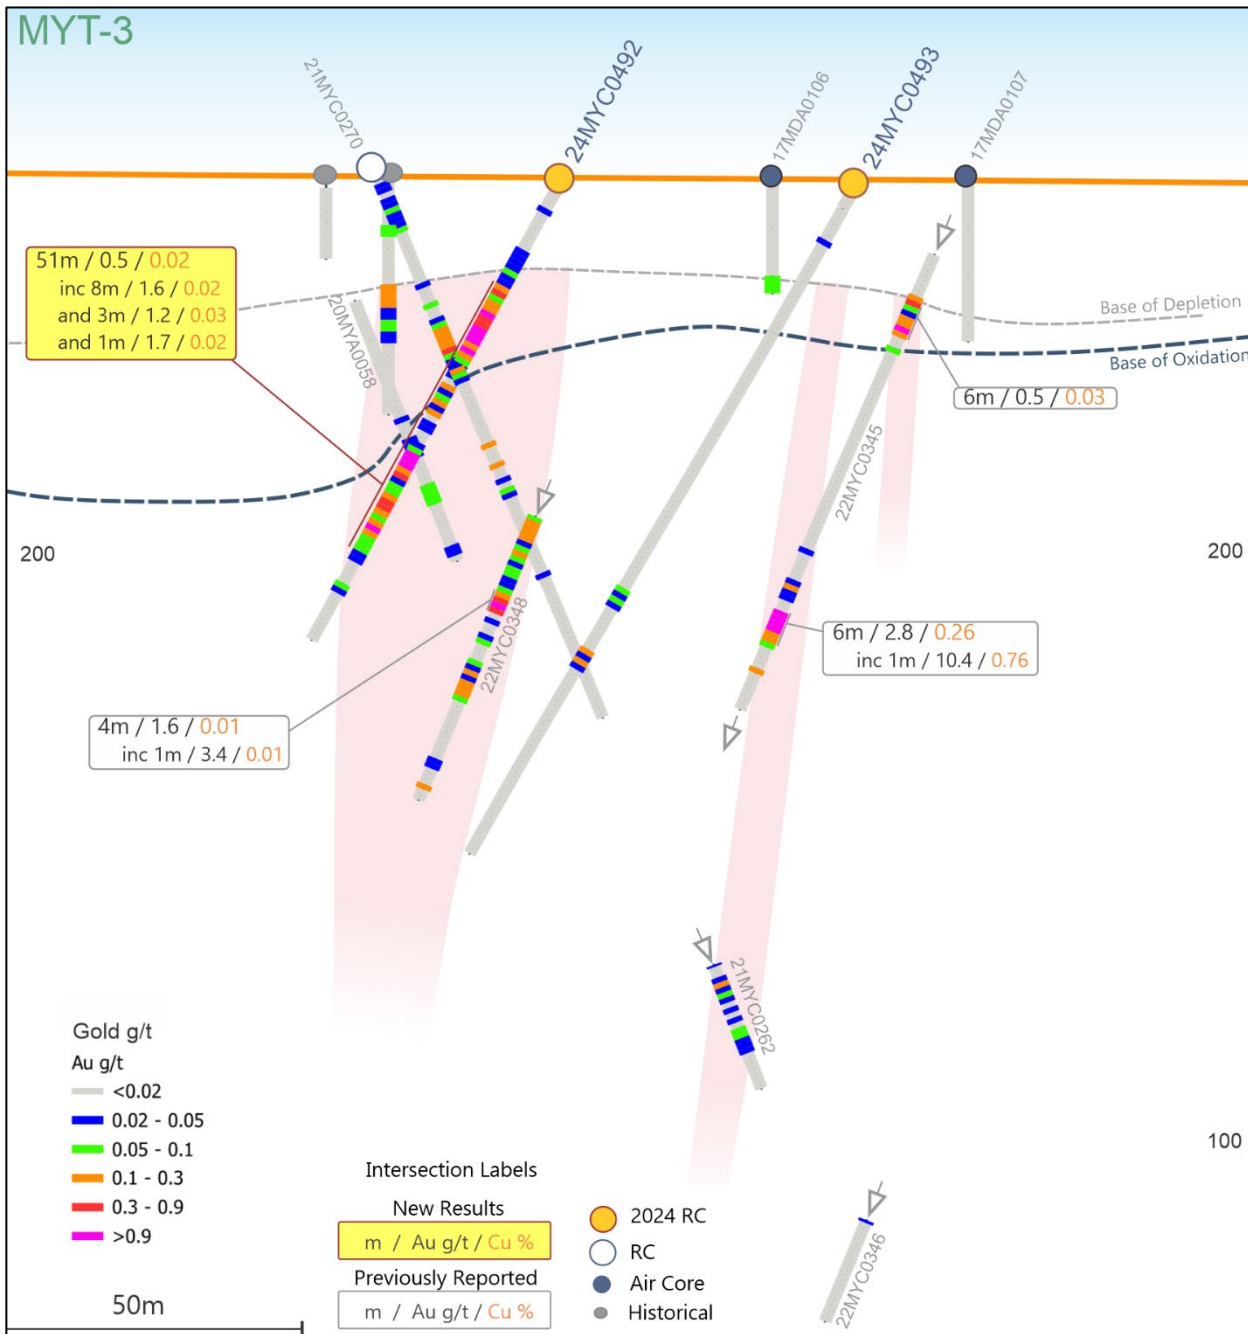 MYT-3
21MYC0270
24MYC0492
17MDA0106
24MYC0493
17MDA0107
51m / 0.5 / 0.02
inc 8m / 1.6 / 0.02
and 3m / 1.2 / 0.03
and 1m / 1.7 / 0.02
20MYA0058
Base of Depletion
Base of Oxidation
6m / 0.5 / 0.03
22MYC0345
200
200
22MYC0348
6m / 2.8 / 0.26
inc 1m / 10.4 / 0.76
4m / 1.6 / 0.01
inc 1m / 3.4 / 0.01
21MYC0262
Gold g/t
Au g/t
<0.02
0.02 - 0.05
0.05 - 0.1
0.1 - 0.3
0.3 - 0.9
>0.9
50m
100
Intersection Labels
New Results
m / Au g/t / Cu %
Previously Reported
m / Au g/t / Cu %
2024 RC
RC
Air Core
Historical
22MYC0346